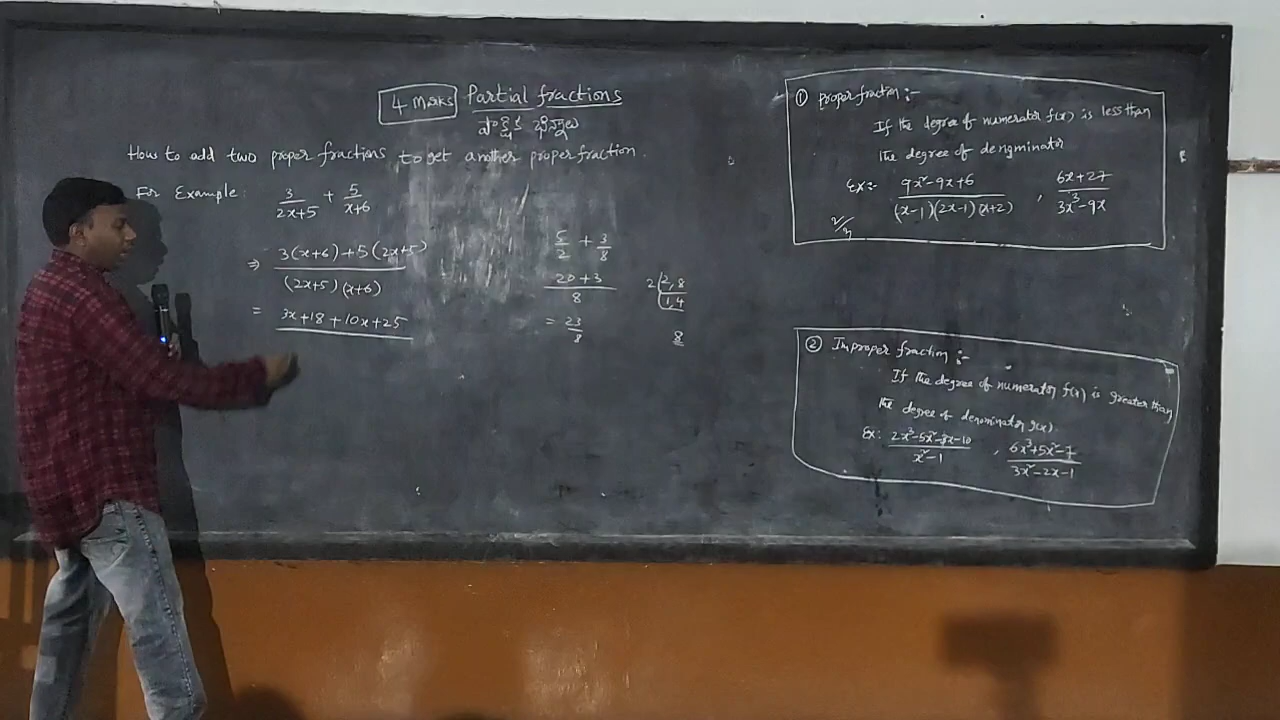 4 Marks Partial fractions
పాక్షిక భిన్నాలు
How to add two proper fractions to get another proper fraction.
For Example: 3/(2x+5) + 5/(x+6)
⇒ (3(x+6)+5(2x+5))/((2x+5)(x+6))
= 3x+18+10x+25
5/2 + 3/8
(20+3)/8
= 23/8
2 | 2,8
1,4
8
① proper fraction:-
If the degree of numerator f(x) is less than
the degree of denominator
Ex:- (9x²-9x+6)/((x-1)(2x-1)(x+2)) , (6x+27)/(3x³-9x)
② Improper fraction:-
If the degree of numerator f(x) is greater than
the degree of denominator g(x).
Ex: (2x³-5x²-3x-10)/(x²-1) , (6x³+5x²-7)/(3x²-2x-1)